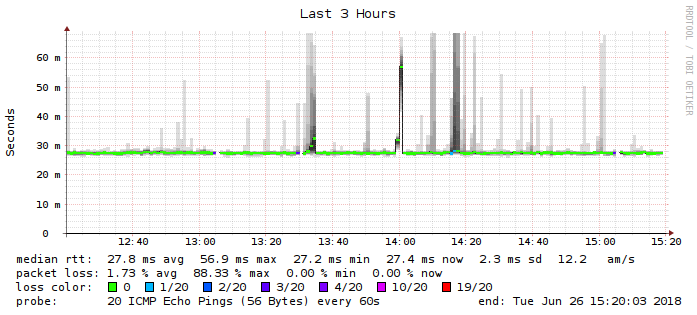 Last 3 Hours
RRDTOOL / TOBI OETIKER
Seconds
60 m
50 m
40 m
30 m
20 m
10 m
0
12:40 13:00 13:20 13:40 14:00 14:20 14:40 15:00 15:20
median rtt: 27.8 ms avg 56.9 ms max 27.2 ms min 27.4 ms now 2.3 ms sd 12.2 am/s
packet loss: 1.73 % avg 88.33 % max 0.00 % min 0.00 % now
loss color: 0 1/20 2/20 3/20 4/20 10/20 19/20
probe: 20 ICMP Echo Pings (56 Bytes) every 60s end: Tue Jun 26 15:20:03 2018